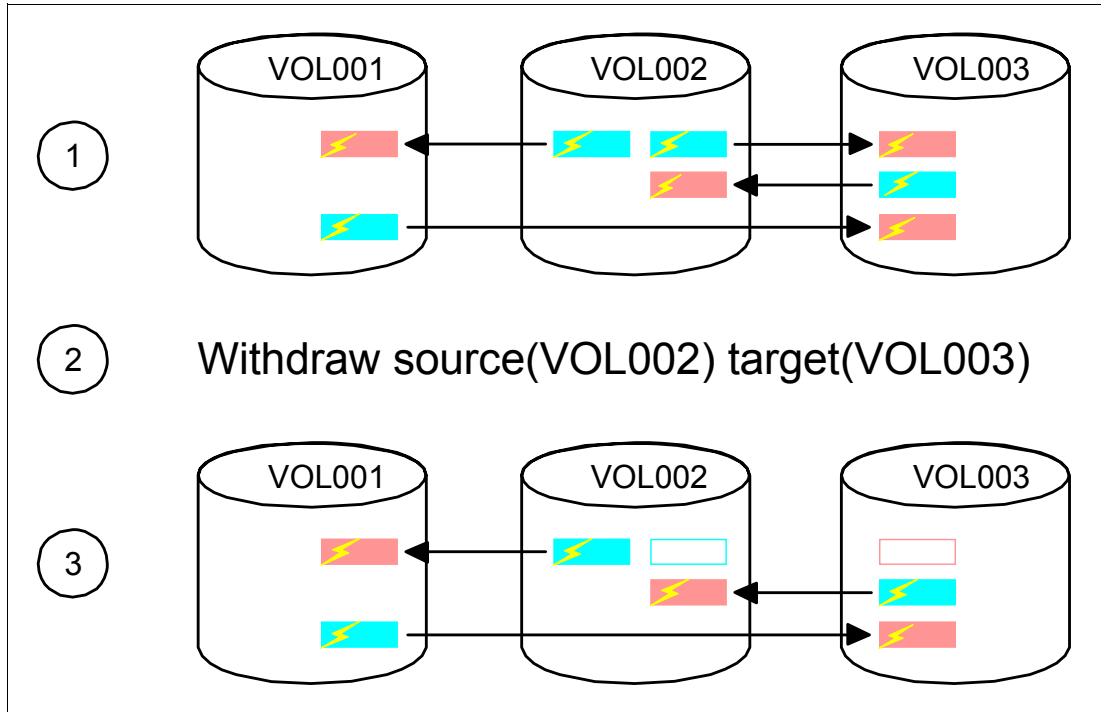 VOL001 VOL002 VOL003
1
2 Withdraw source(VOL002) target(VOL003)
VOL001 VOL002 VOL003
3